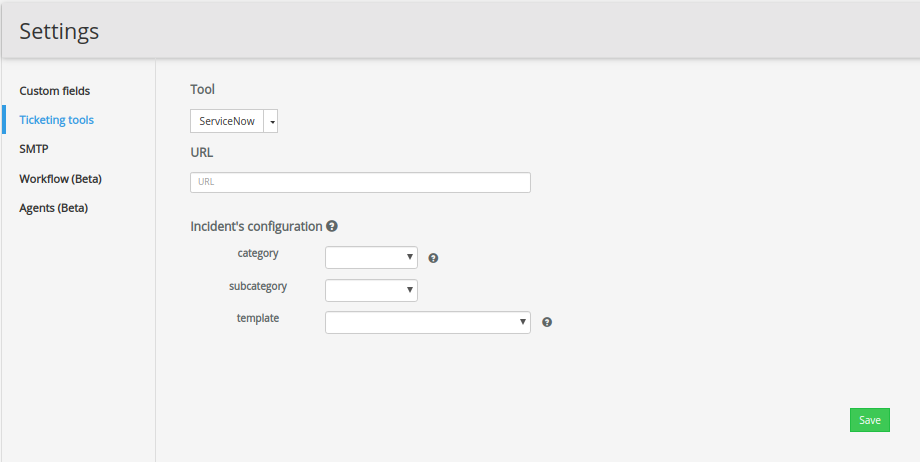 Settings
Custom fields
Ticketing tools
SMTP
Workflow (Beta)
Agents (Beta)
Tool
ServiceNow
URL
URL
Incident's configuration
category
subcategory
template
Save